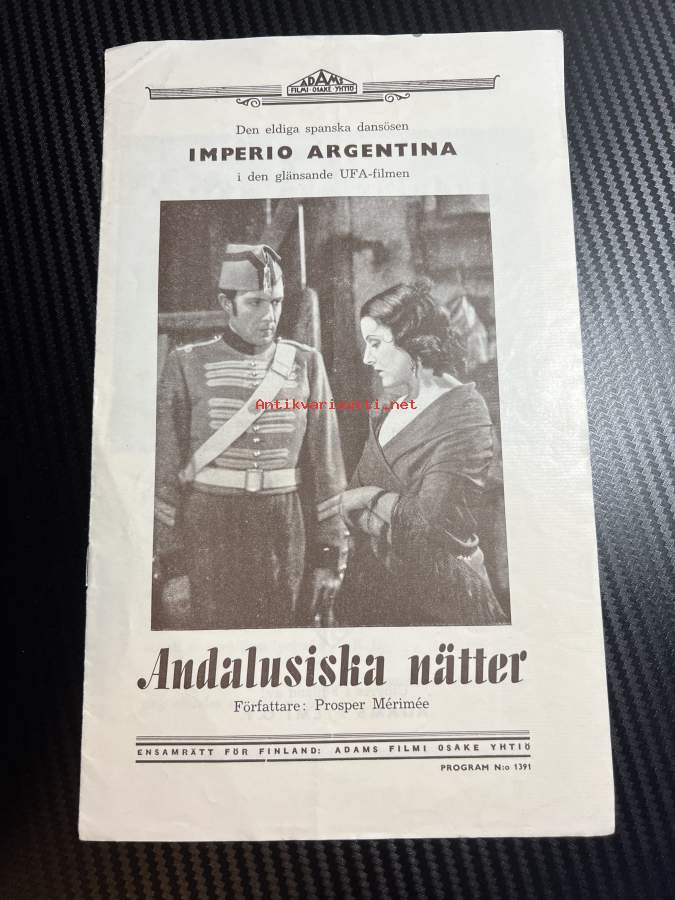 ADAMS
FILMI · OSAKE · YHTIÖ
Den eldiga spanska dansösen
IMPERIO ARGENTINA
i den glänsande UFA-filmen
Antikvariaatti.net
Andalusiska nätter
Författare: Prosper Mérimée
ENSAMRÄTT FÖR FINLAND: ADAMS FILMI OSAKE YHTIÖ
PROGRAM N:o 1391